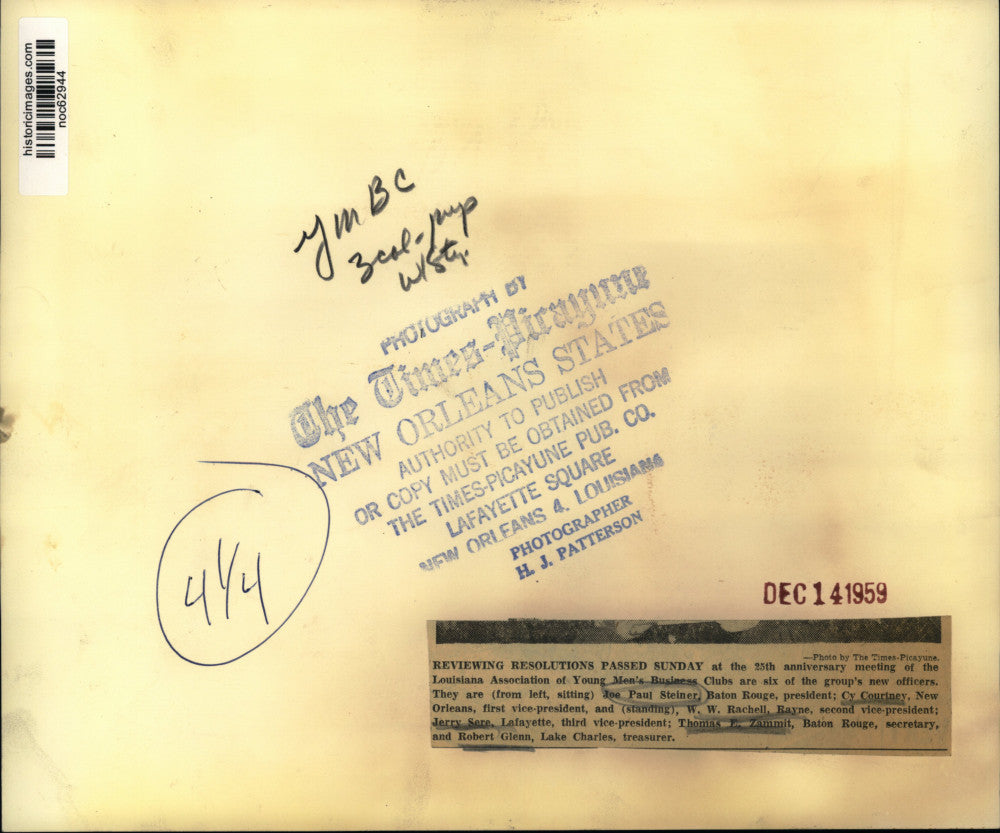 historicimages.com
noc62944
YMBC
3 col - pup
w/Sty.
PHOTOGRAPH BY
The Times-Picayune
NEW ORLEANS STATES
AUTHORITY TO PUBLISH
OR COPY MUST BE OBTAINED FROM
THE TIMES-PICAYUNE PUB. CO.
LAFAYETTE SQUARE
NEW ORLEANS 4, LOUISIANA
PHOTOGRAPHER
H. J. PATTERSON
4 1/4
DEC 14 1959
—Photo by The Times-Picayune.
REVIEWING RESOLUTIONS PASSED SUNDAY at the 25th anniversary meeting of the
Louisiana Association of Young Men's Business Clubs are six of the group's new officers.
They are (from left, sitting) Joe Paul Steiner, Baton Rouge, president; Cy Courtney, New
Orleans, first vice-president, and (standing), W. W. Rachell, Rayne, second vice-president;
Jerry Sere, Lafayette, third vice-president; Thomas E. Zammit, Baton Rouge, secretary,
and Robert Glenn, Lake Charles, treasurer.